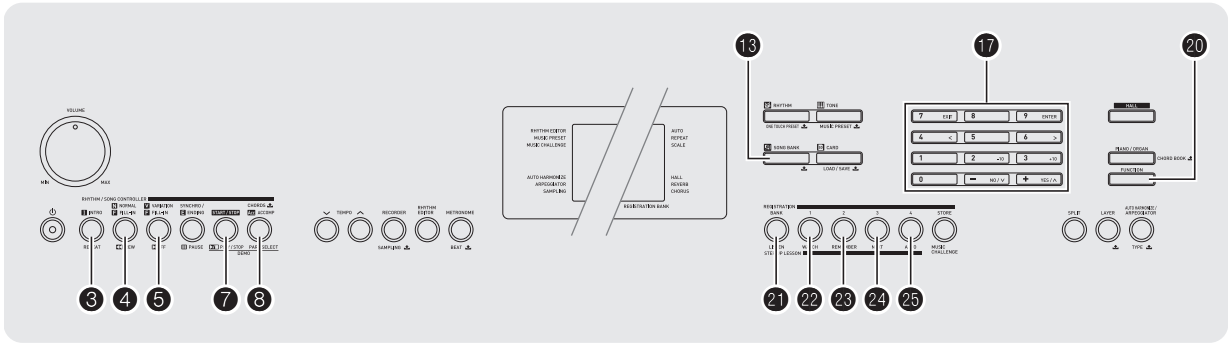 13
17
20
VOLUME
MIN
MAX
RHYTHM EDITOR
MUSIC PRESET
MUSIC CHALLENGE
AUTO HARMONIZE
ARPEGGIATOR
SAMPLING
AUTO
REPEAT
SCALE
HALL
REVERB
CHORUS
REGISTRATION BANK
RHYTHM
TONE
ONE TOUCH PRESET
MUSIC PRESET
SONG BANK
CARD
LOAD / SAVE
7 EXIT
8
9 ENTER
4 <
5
6 >
1
2 -10
3 +10
0
− NO / ∨
+ YES / ∧
HALL
PIANO / ORGAN
CHORD BOOK
FUNCTION
RHYTHM / SONG CONTROLLER
I INTRO
N NORMAL
F FILL-IN
V VARIATION
F FILL-IN
SYNCHRO /
E ENDING
START / STOP
CHORDS
ACCOMP
PAUSE
DEMO
TEMPO
RECORDER
SAMPLING
RHYTHM
EDITOR
METRONOME
BEAT
REGISTRATION
BANK
1
2
3
4
STORE
MUSIC
CHALLENGE
SPLIT
LAYER
AUTO HARMONIZE /
ARPEGGIATOR
TYPE
3
4
5
7
8
21
22
23
24
25